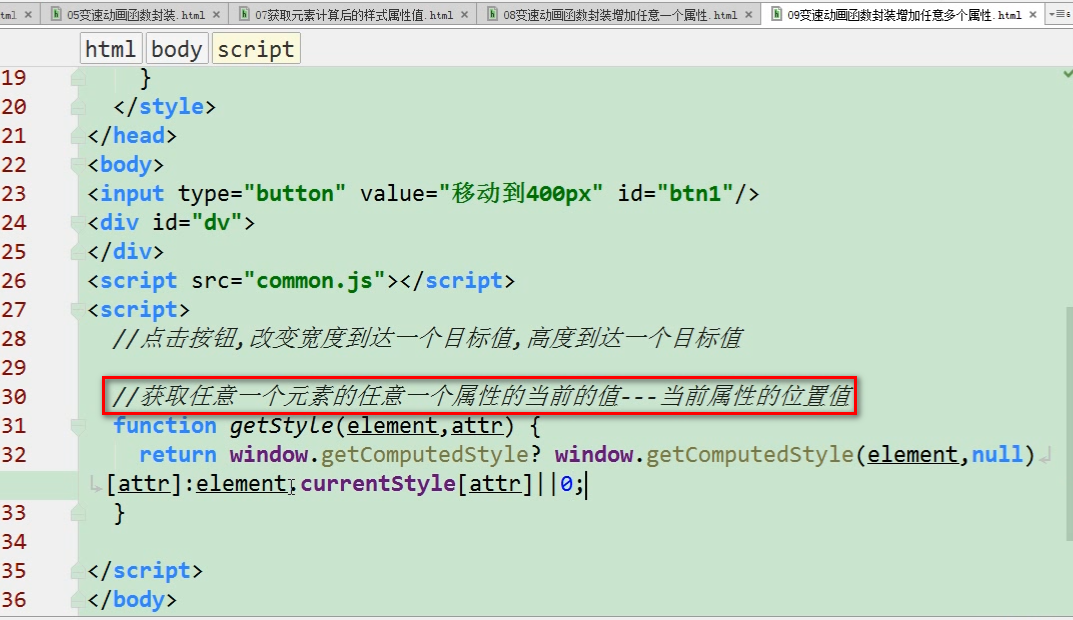 tml
05变速动画函数封装.html
07获取元素计算后的样式属性值.html
08变速动画函数封装增加任意一个属性.html
09变速动画函数封装增加任意多个属性.html
html body script
19 }
20 </style>
21 </head>
22 <body>
23 <input type="button" value="移动到400px" id="btn1"/>
24 <div id="dv">
25 </div>
26 <script src="common.js"></script>
27 <script>
28 //点击按钮,改变宽度到达一个目标值,高度到达一个目标值
29
30 //获取任意一个元素的任意一个属性的当前的值---当前属性的位置值
31 function getStyle(element,attr) {
32 return window.getComputedStyle? window.getComputedStyle(element,null)
[attr]:element.currentStyle[attr]||0;
33 }
34
35 </script>
36 </body>